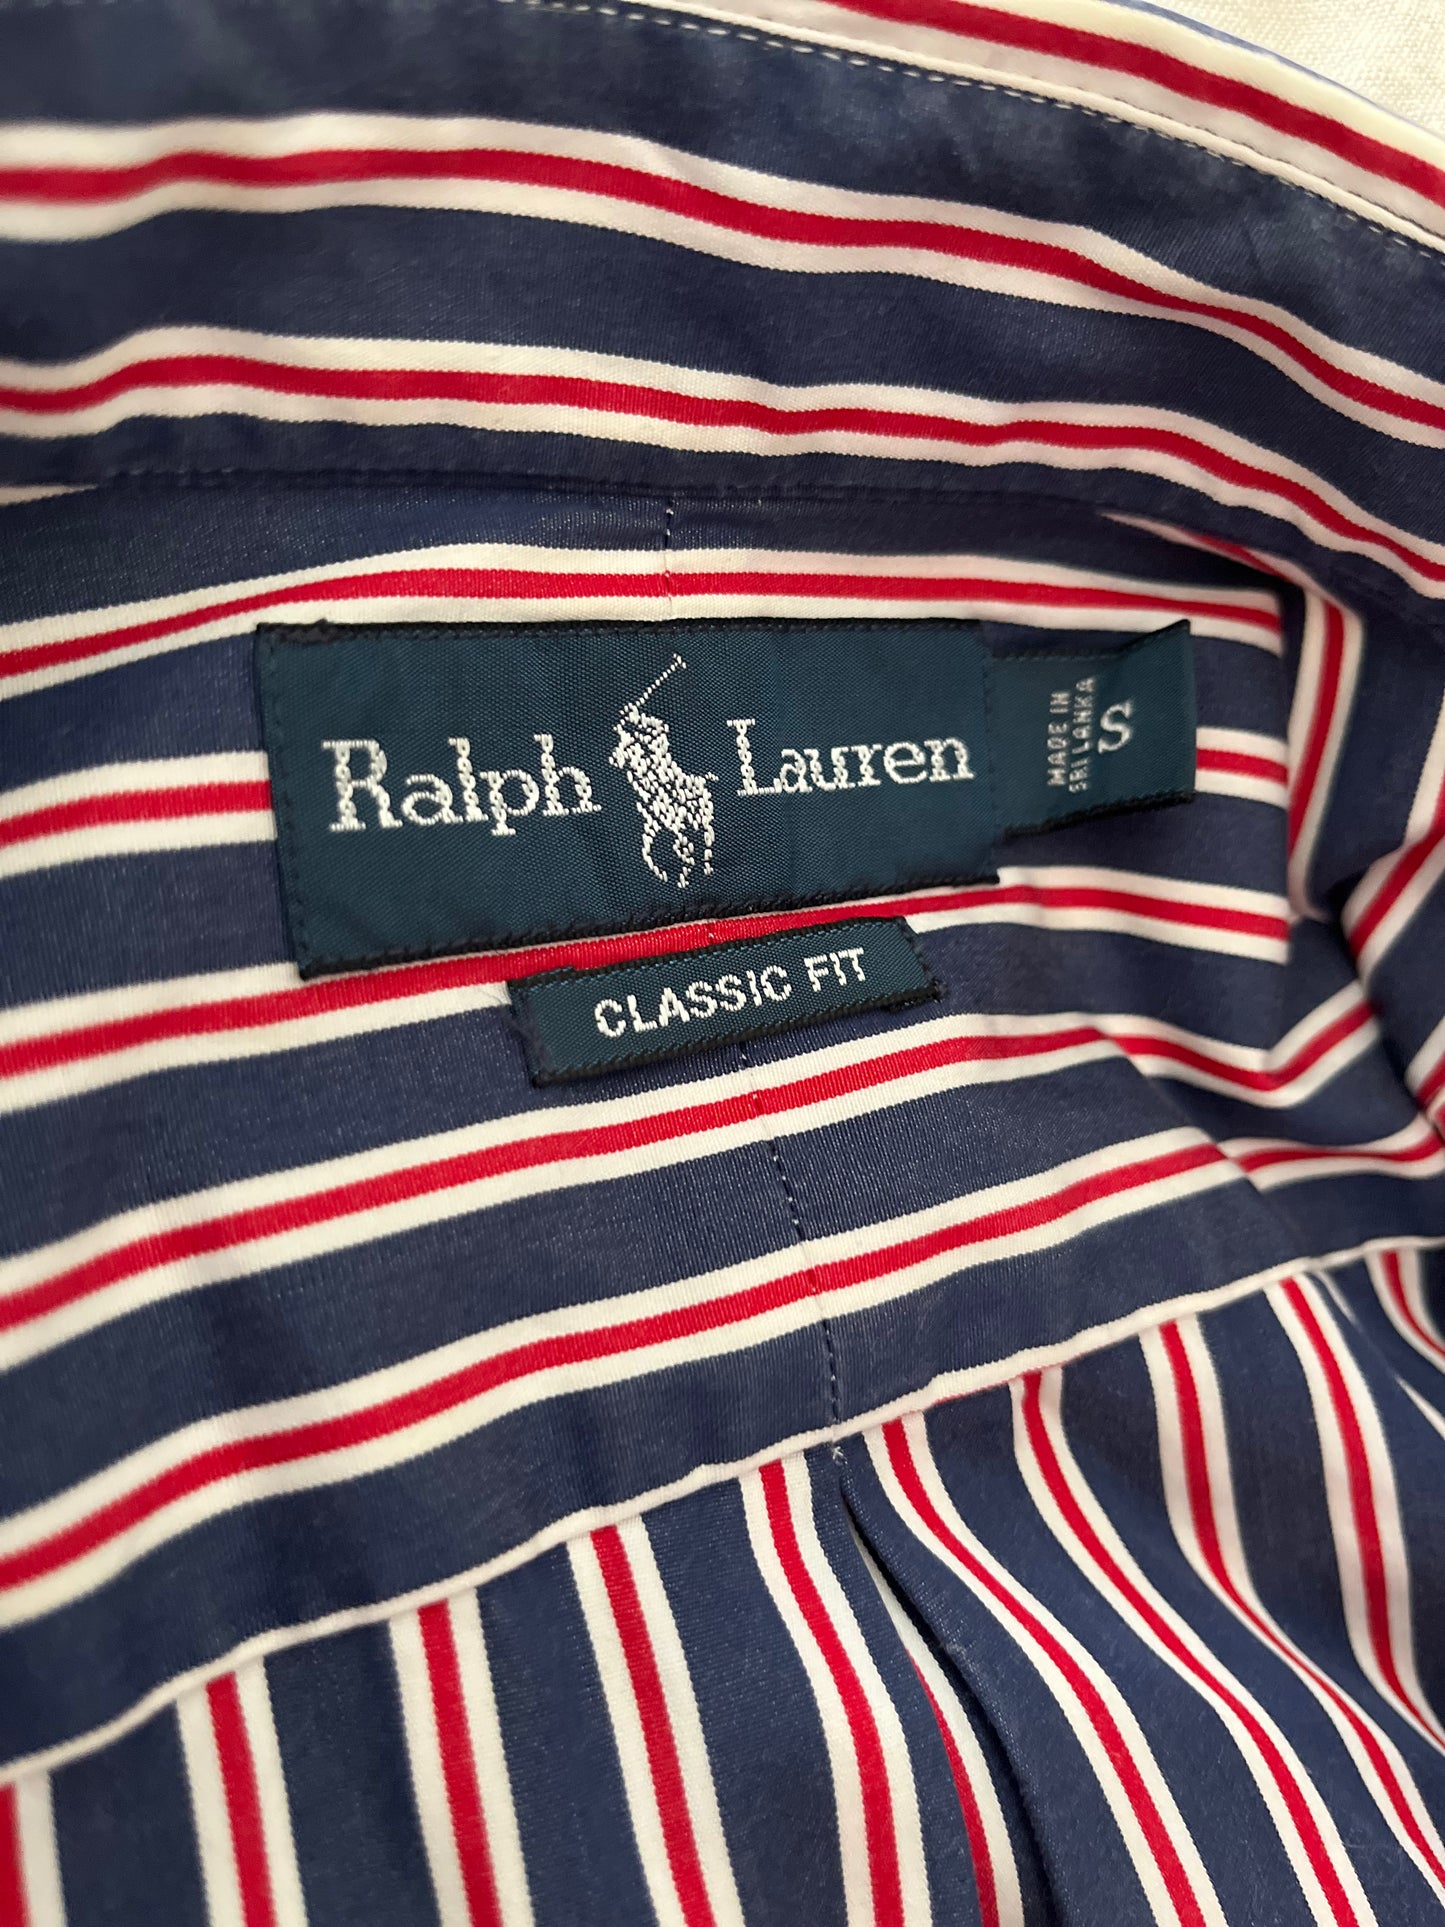 Ralph Lauren
MADE IN
SRI LANKA
S
CLASSIC FIT